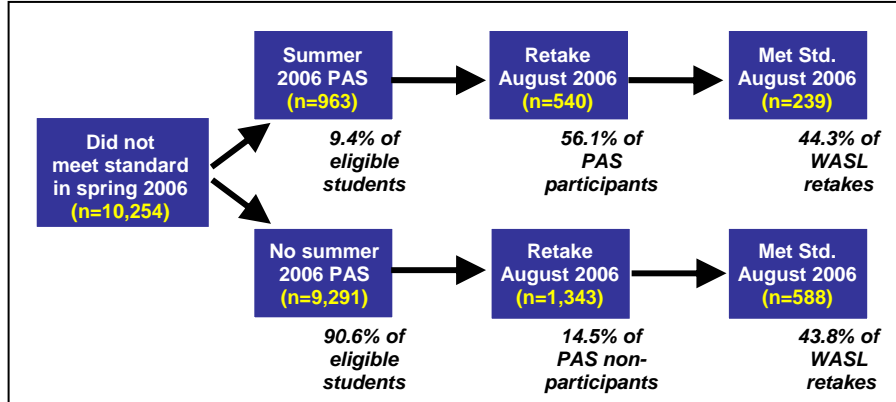 Did not
meet standard
in spring 2006
(n=10,254)
Summer
2006 PAS
(n=963)
9.4% of
eligible
students
Retake
August 2006
(n=540)
56.1% of
PAS
participants
Met Std.
August 2006
(n=239)
44.3% of
WASL
retakes
No summer
2006 PAS
(n=9,291)
90.6% of
eligible
students
Retake
August 2006
(n=1,343)
14.5% of
PAS non-
participants
Met Std.
August 2006
(n=588)
43.8% of
WASL
retakes